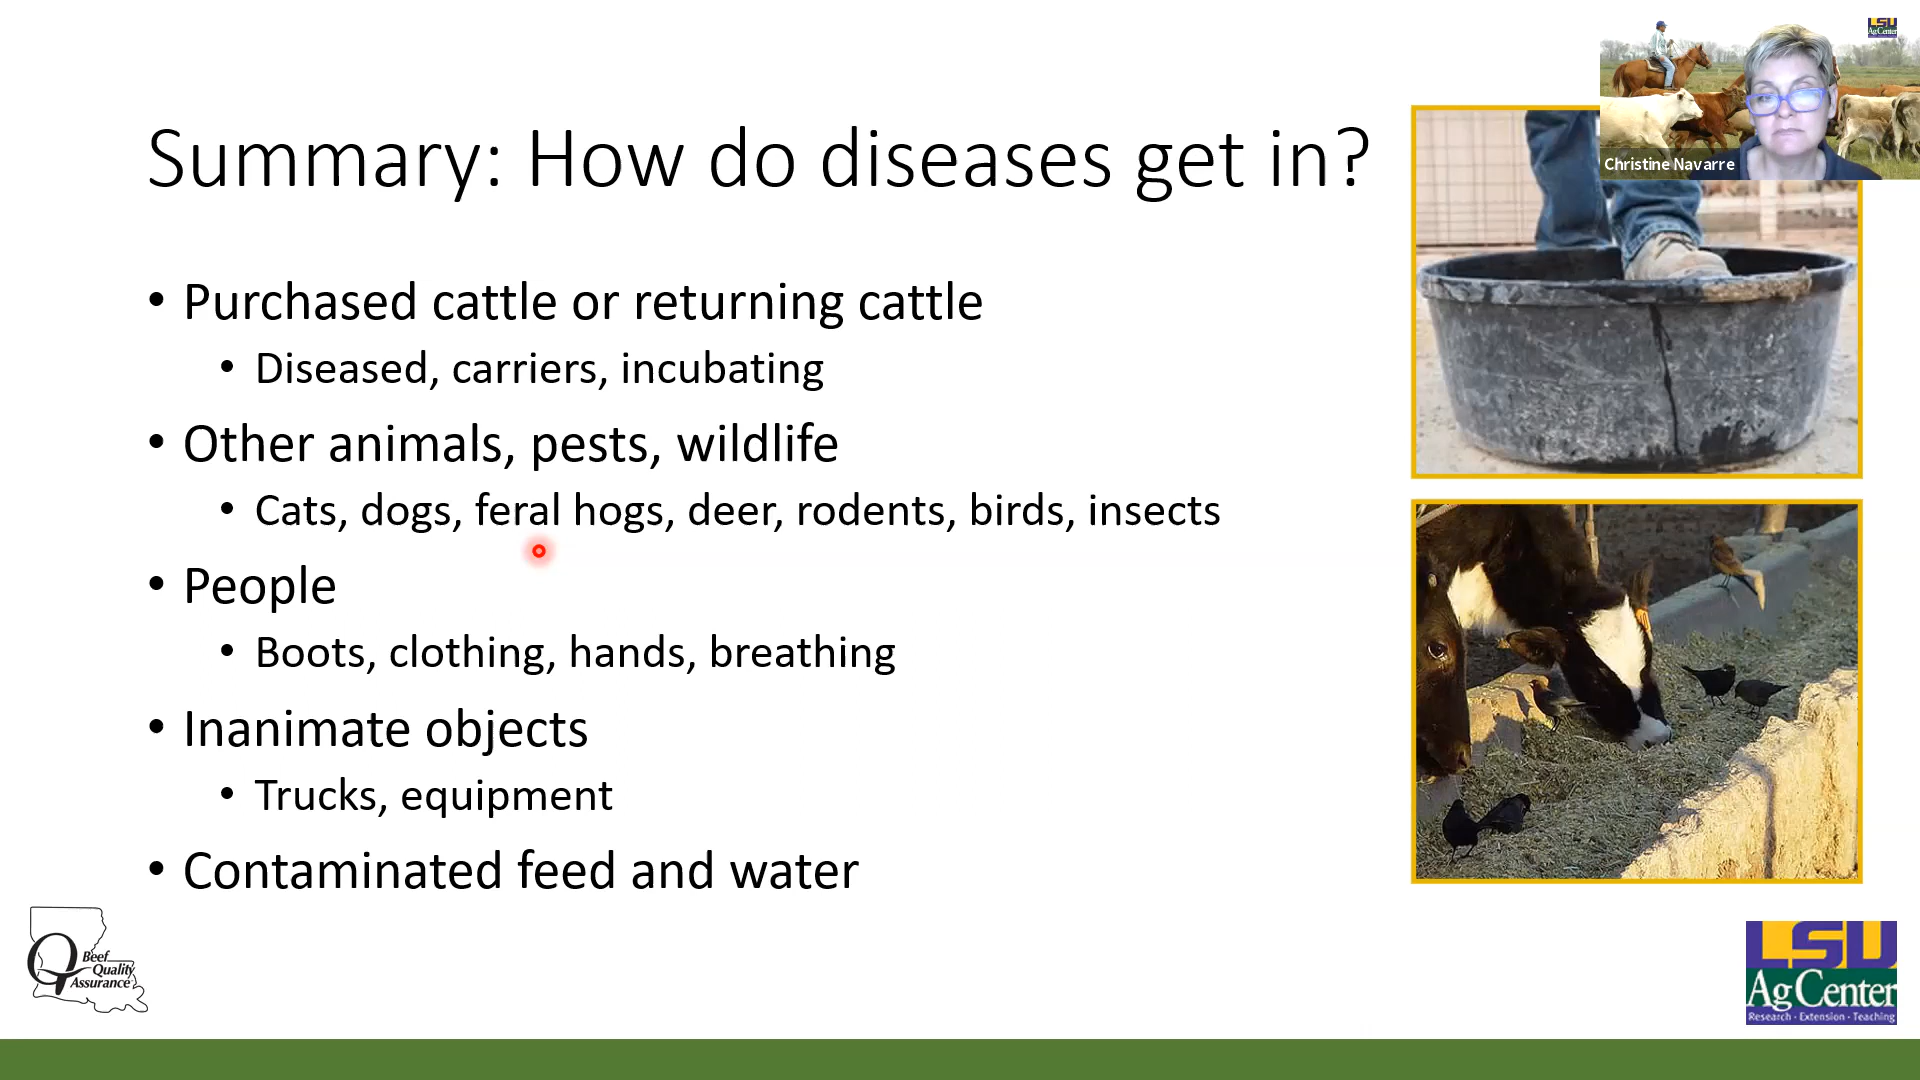 LSU
AgCenter
Christine Navarre
Summary: How do diseases get in?
• Purchased cattle or returning cattle
• Diseased, carriers, incubating
• Other animals, pests, wildlife
• Cats, dogs, feral hogs, deer, rodents, birds, insects
• People
• Boots, clothing, hands, breathing
• Inanimate objects
• Trucks, equipment
• Contaminated feed and water
Q Beef
Quality
Assurance
LSU
AgCenter
Research · Extension · Teaching